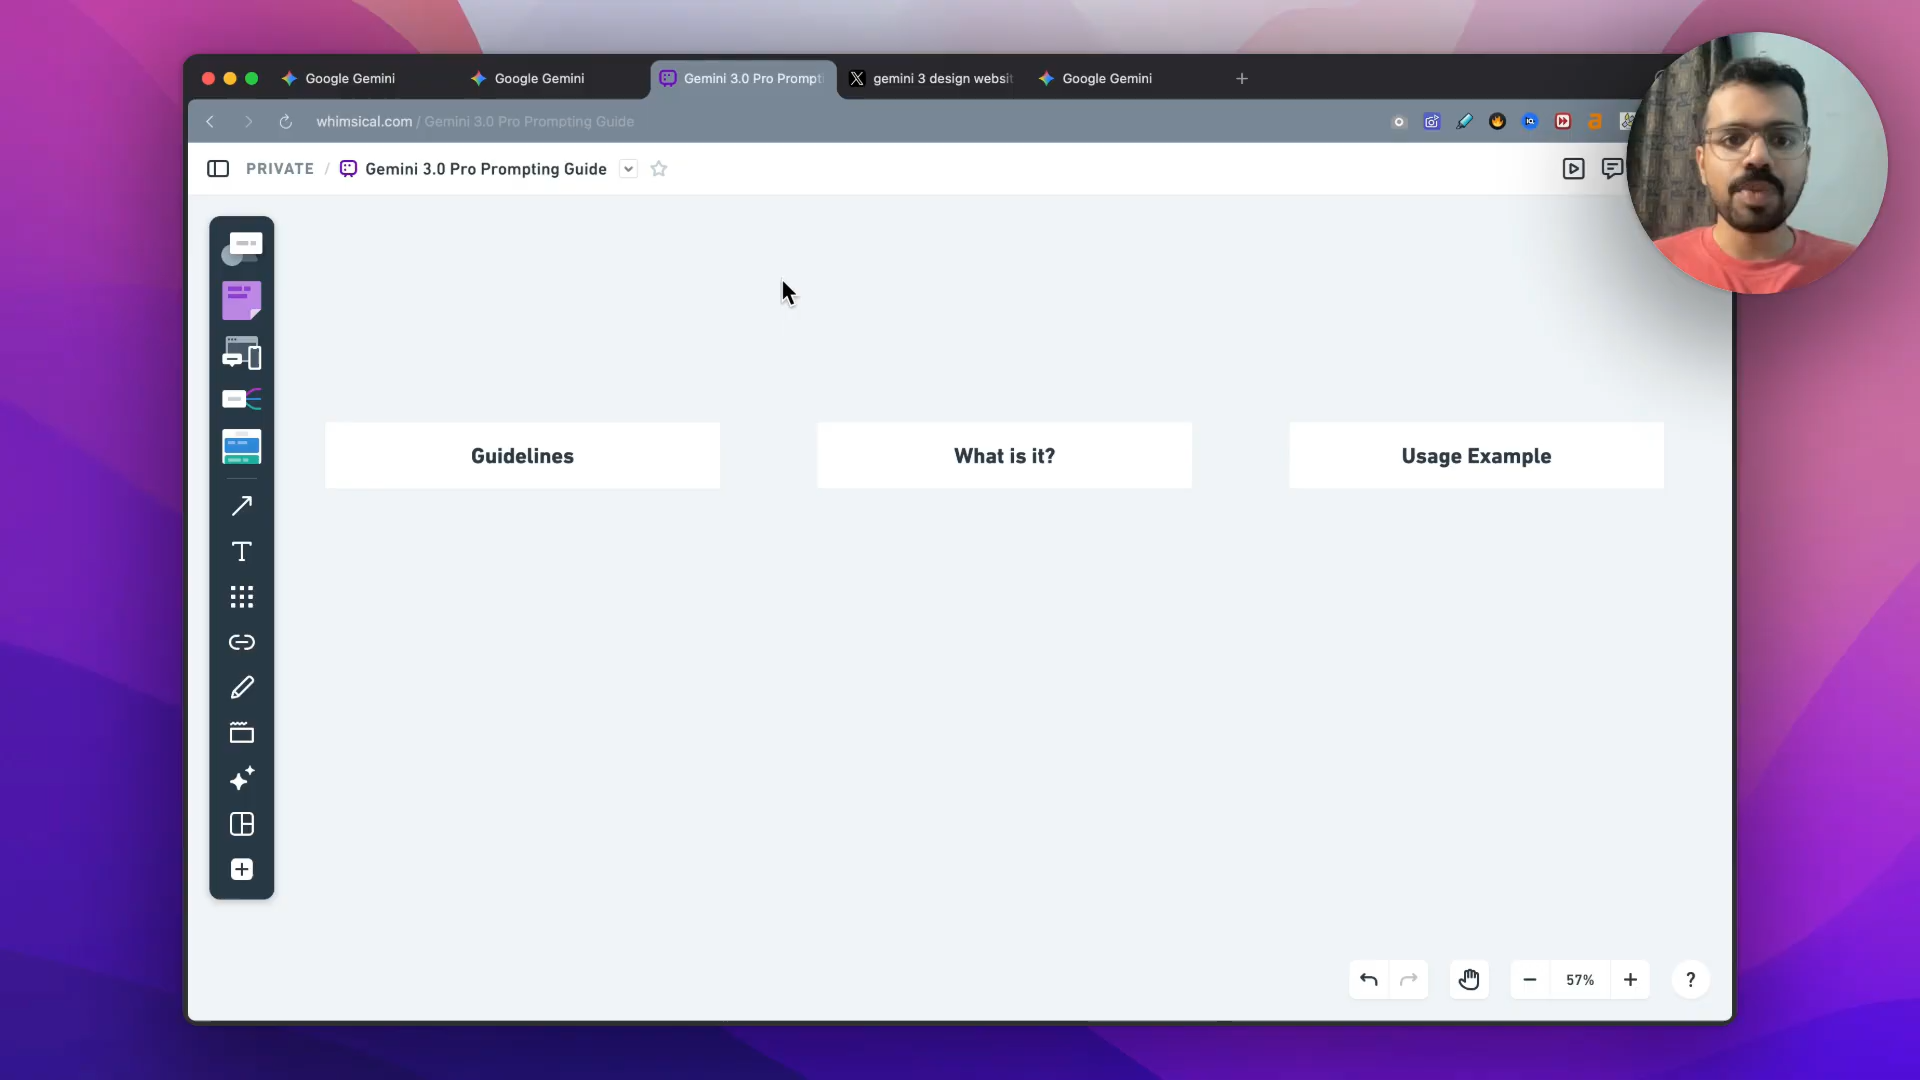 Google Gemini
Google Gemini
Gemini 3.0 Pro Prompti
gemini 3 design websit
Google Gemini
whimsical.com / Gemini 3.0 Pro Prompting Guide
PRIVATE / Gemini 3.0 Pro Prompting Guide
Guidelines
What is it?
Usage Example
57%
?